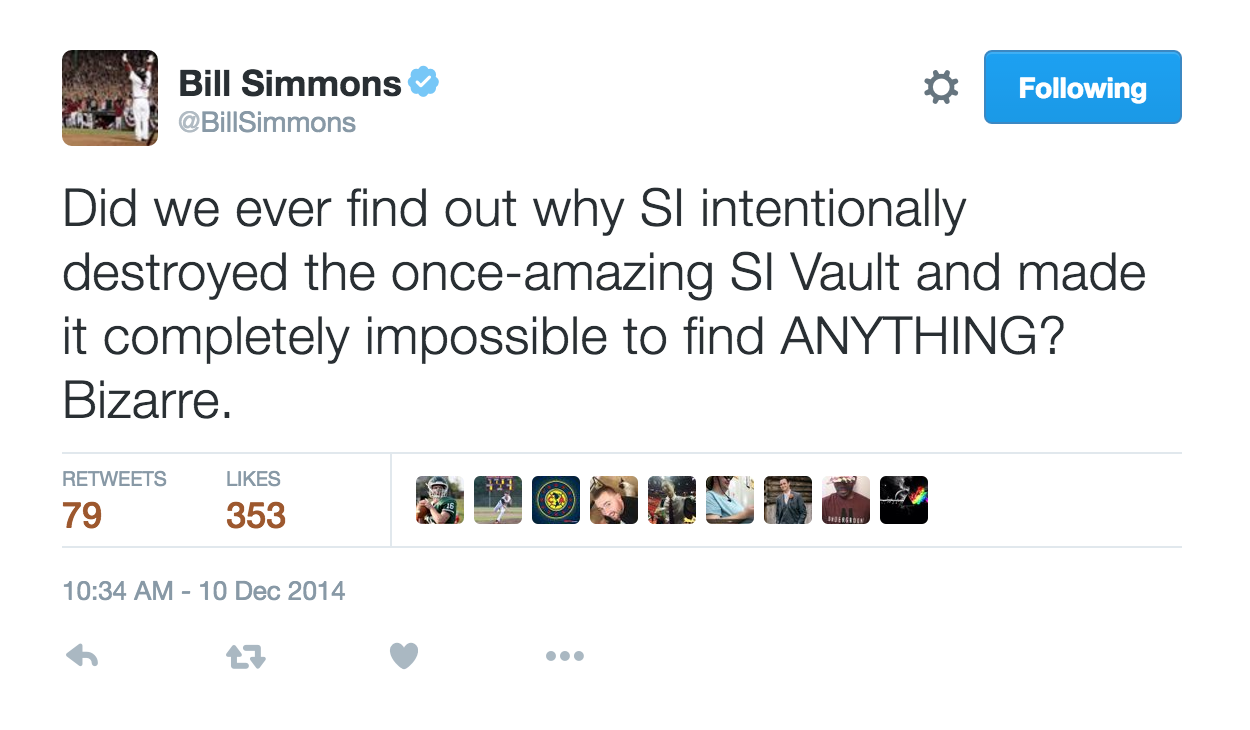 Bill Simmons
@BillSimmons
Following
Did we ever find out why SI intentionally
destroyed the once-amazing SI Vault and made
it completely impossible to find ANYTHING?
Bizarre.
RETWEETS
79
LIKES
353
10:34 AM - 10 Dec 2014